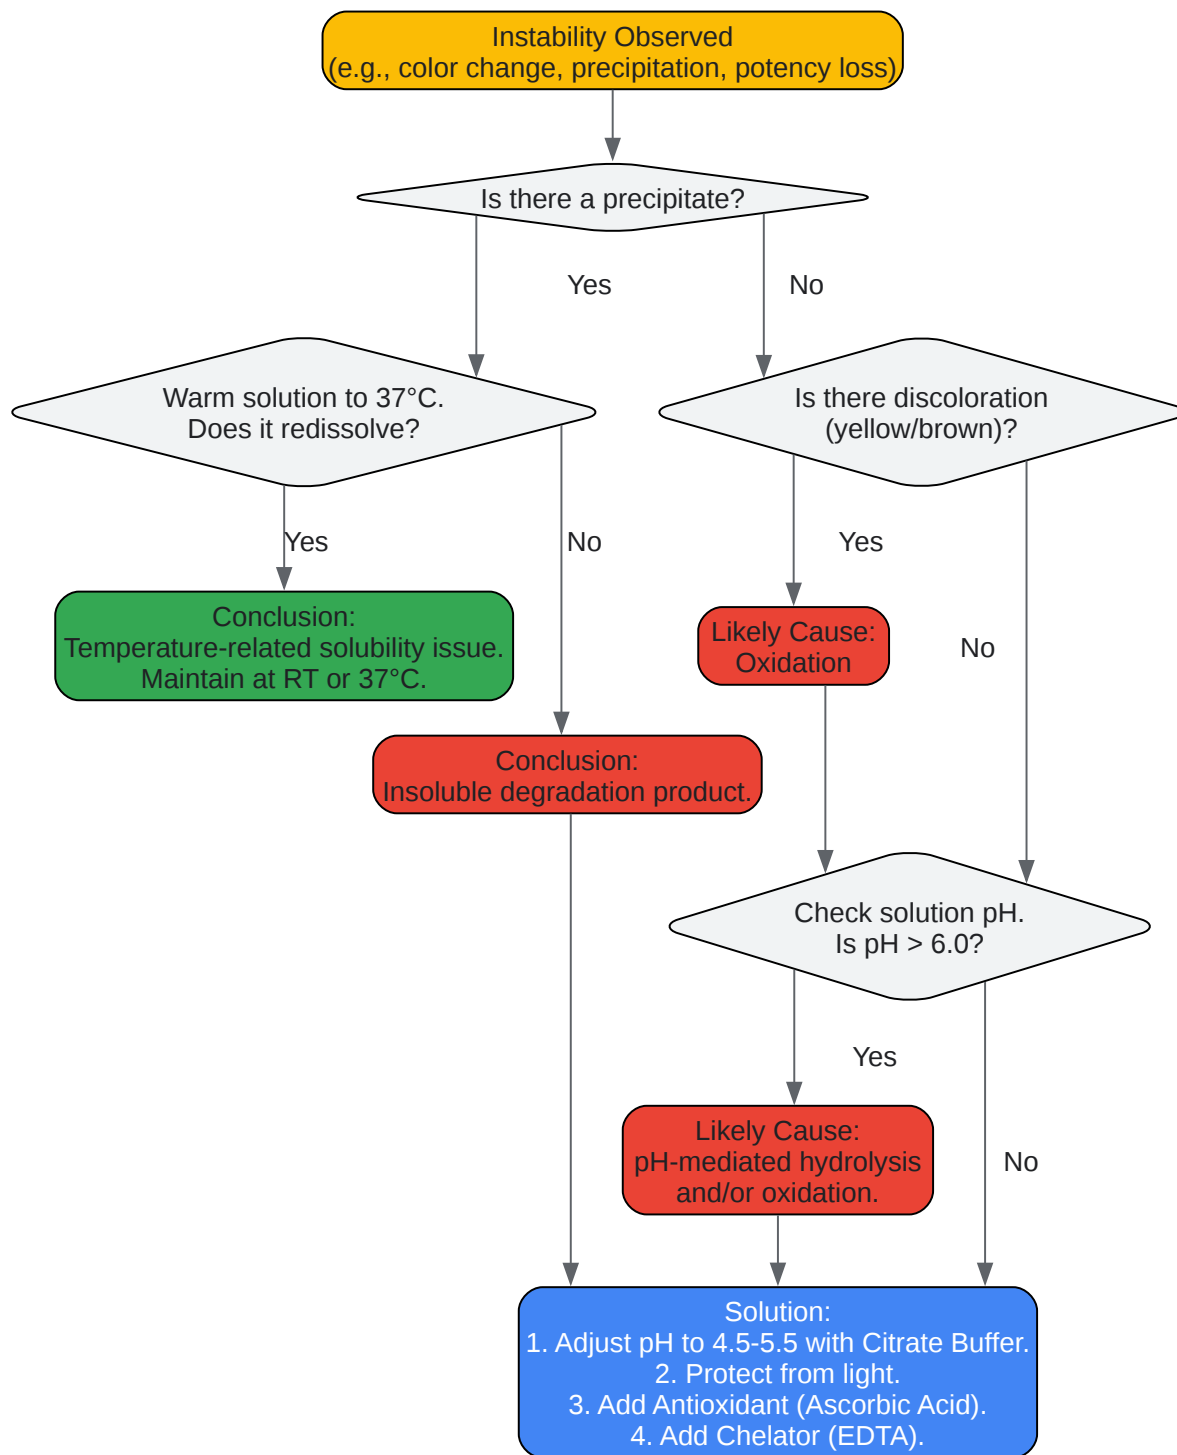 Instability Observed
(e.g., color change, precipitation, potency loss)
Is there a precipitate?
Yes
No
Warm solution to 37°C.
Does it redissolve?
Is there discoloration
(yellow/brown)?
Yes
No
Yes
Conclusion:
Temperature-related solubility issue.
Maintain at RT or 37°C.
Likely Cause:
Oxidation
No
Conclusion:
Insoluble degradation product.
Check solution pH.
Is pH > 6.0?
Yes
Likely Cause:
pH-mediated hydrolysis
and/or oxidation.
No
Solution:
1. Adjust pH to 4.5-5.5 with Citrate Buffer.
2. Protect from light.
3. Add Antioxidant (Ascorbic Acid).
4. Add Chelator (EDTA).